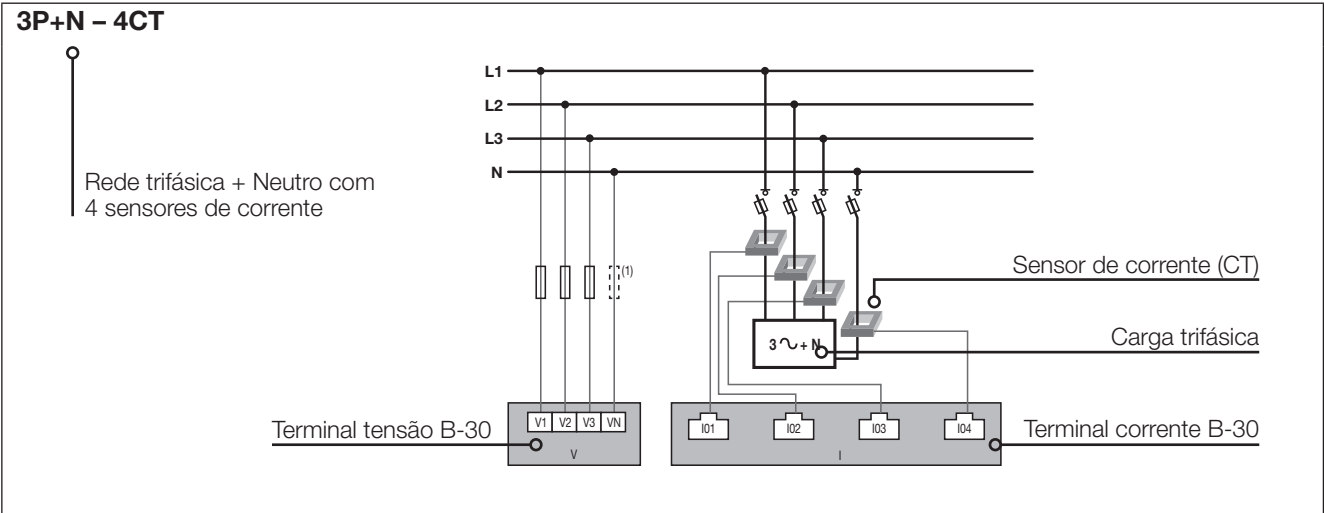 3P+N – 4CT
Rede trifásica + Neutro com
4 sensores de corrente
L1
L2
L3
N
(1)
Sensor de corrente (CT)
Carga trifásica
3 ∿ + N
Terminal tensão B-30
V1 V2 V3 VN
V
I01 I02 I03 I04
I
Terminal corrente B-30